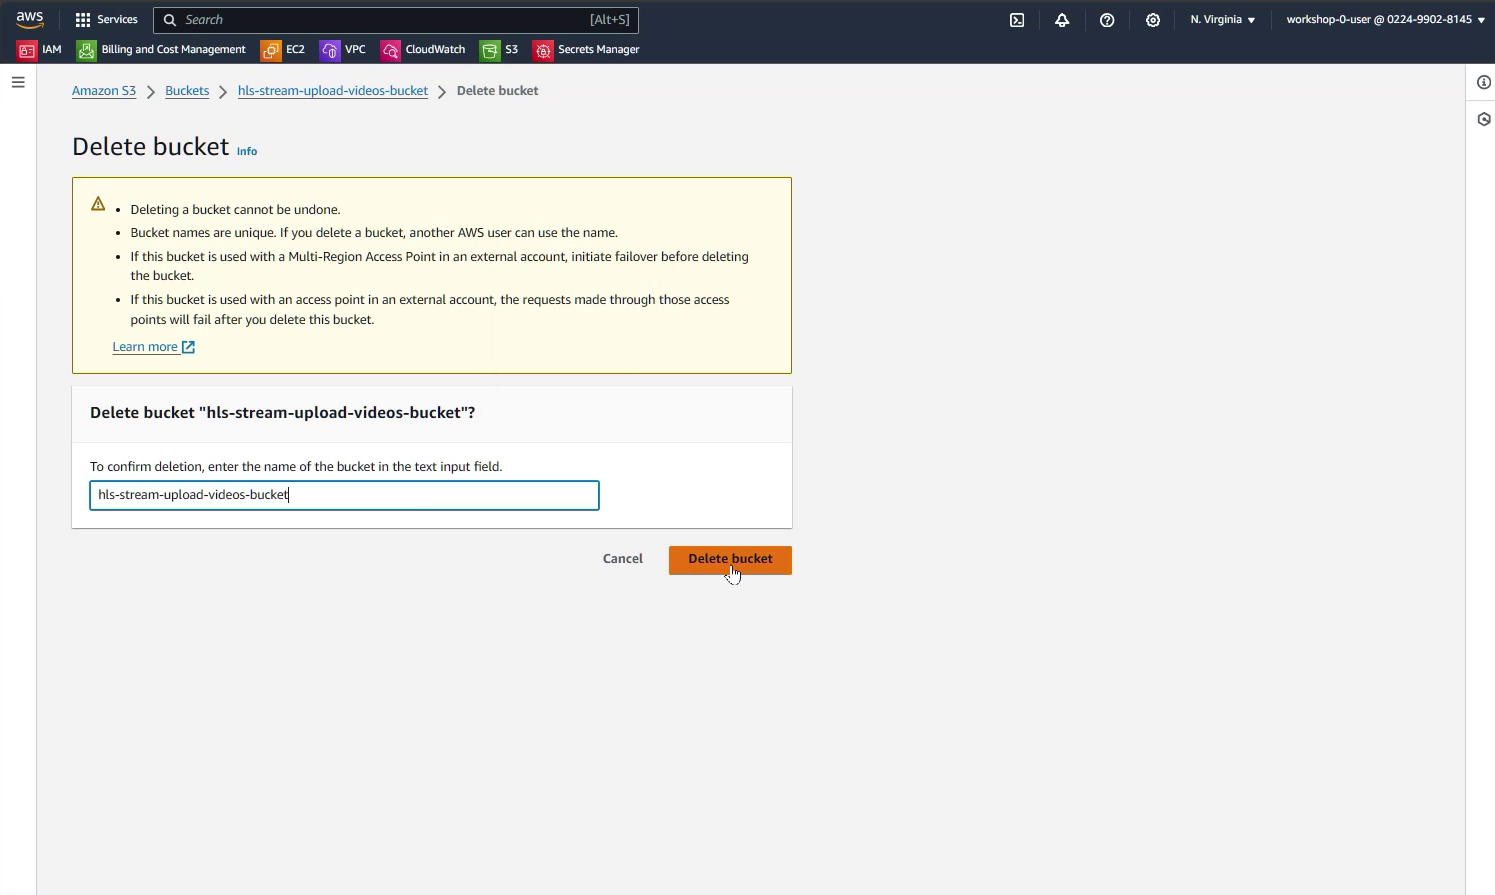 aws Services Search [Alt+S] N. Virginia workshop-0-user @ 0224-9902-8145
IAM Billing and Cost Management EC2 VPC CloudWatch S3 Secrets Manager
Amazon S3 Buckets hls-stream-upload-videos-bucket Delete bucket
Delete bucket Info
Deleting a bucket cannot be undone.
Bucket names are unique. If you delete a bucket, another AWS user can use the name.
If this bucket is used with a Multi-Region Access Point in an external account, initiate failover before deleting
the bucket.
If this bucket is used with an access point in an external account, the requests made through those access
points will fail after you delete this bucket.
Learn more
Delete bucket "hls-stream-upload-videos-bucket"?
To confirm deletion, enter the name of the bucket in the text input field.
hls-stream-upload-videos-bucket
Cancel Delete bucket